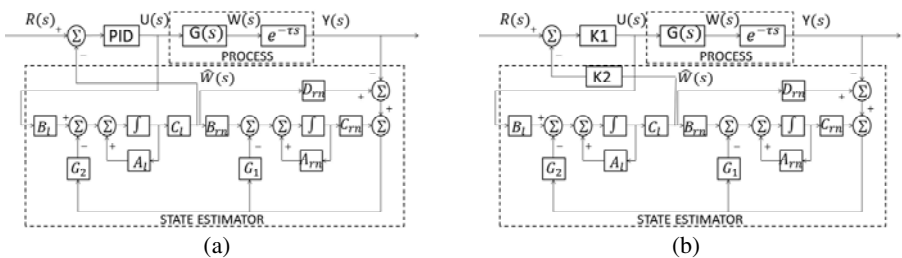 R(s) + Σ − PID U(s) G(s) W(s) e^{−τs} Y(s)
PROCESS
Ŵ(s)
D_{rn} − + Σ +
B_l + Σ − + Σ + ∫ C_l B_{rn} Σ − + Σ + ∫ C_{rn} Σ
G_2 A_l G_1 A_{rn}
STATE ESTIMATOR
(a)
R(s) + Σ − K1 U(s) G(s) W(s) e^{−τs} Y(s)
PROCESS
K2 Ŵ(s)
D_{rn} − + Σ +
B_l + Σ − + Σ + ∫ C_l B_{rn} Σ − + Σ + ∫ C_{rn} Σ
G_2 A_l G_1 A_{rn}
STATE ESTIMATOR
(b)